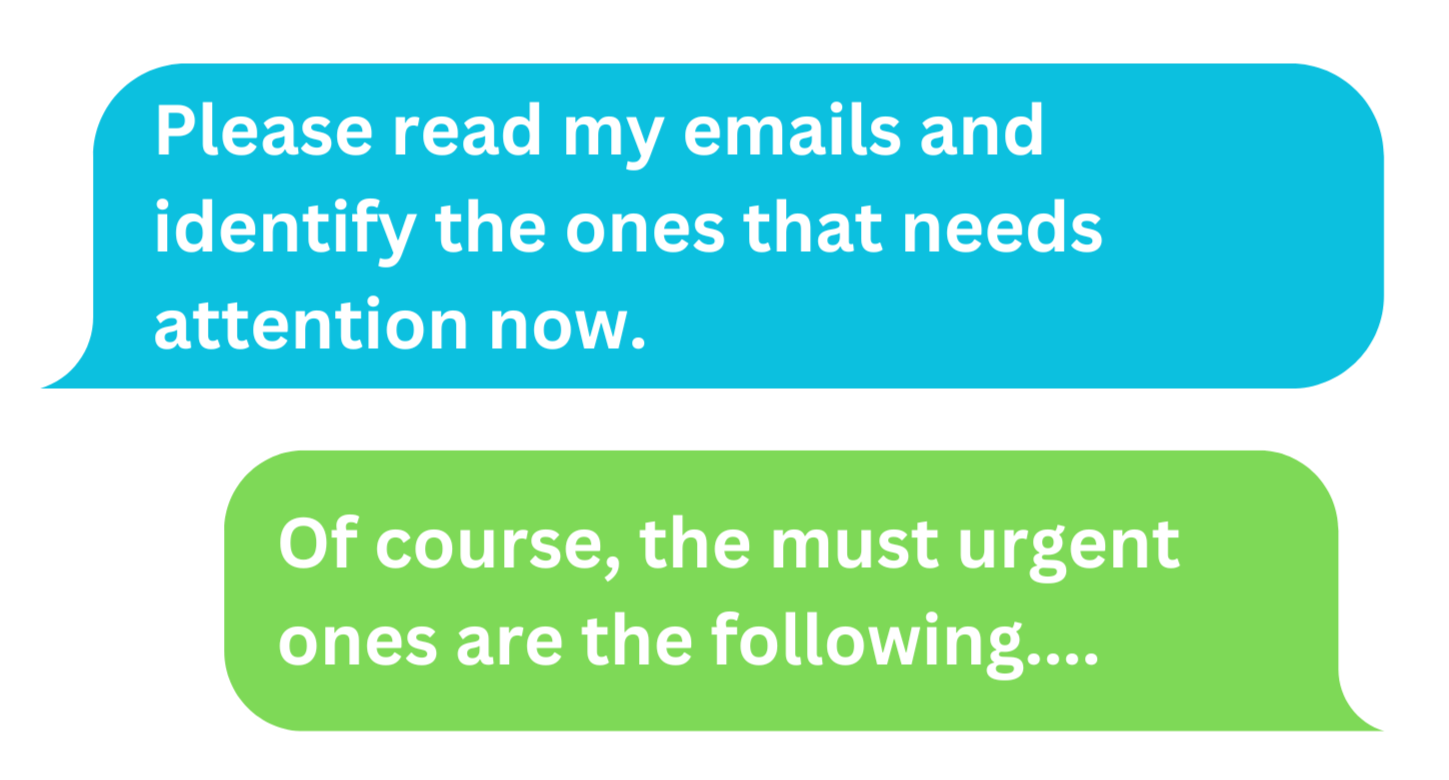 Please read my emails and
identify the ones that needs
attention now.
Of course, the must urgent
ones are the following....